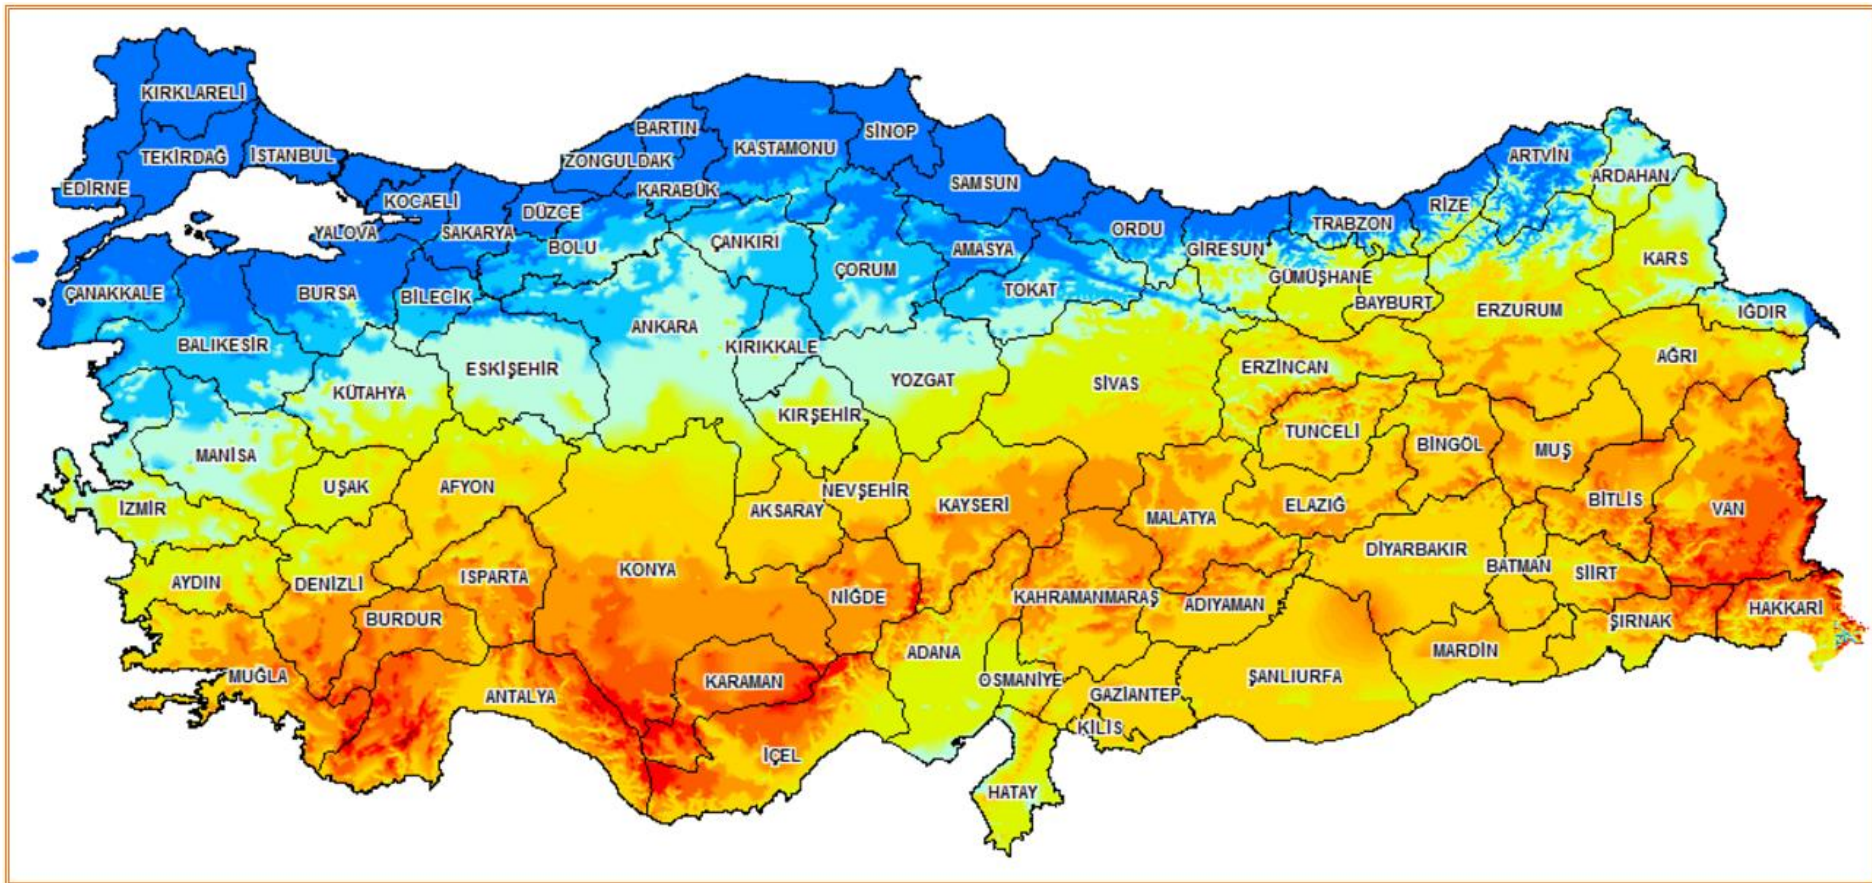 KIRKLARELİ
TEKİRDAĞ
İSTANBUL
EDİRNE
KOCAELİ
YALOVA
SAKARYA
DÜZCE
ZONGULDAK
BARTIN
KARABÜK
KASTAMONU
SİNOP
SAMSUN
ORDU
GİRESUN
TRABZON
RİZE
ARTVİN
ARDAHAN
ÇANAKKALE
BURSA
BİLECİK
BOLU
ÇANKIRI
ÇORUM
AMASYA
TOKAT
GÜMÜŞHANE
BAYBURT
ERZURUM
KARS
IĞDIR
BALIKESİR
KÜTAHYA
ESKİŞEHİR
ANKARA
KIRIKKALE
YOZGAT
SİVAS
ERZİNCAN
AĞRI
MANİSA
UŞAK
AFYON
KIRŞEHİR
NEVŞEHİR
TUNCELİ
BİNGÖL
MUŞ
İZMİR
AKSARAY
KAYSERİ
MALATYA
ELAZIĞ
BİTLİS
VAN
AYDIN
DENİZLİ
ISPARTA
KONYA
NİĞDE
KAHRAMANMARAŞ
ADIYAMAN
DİYARBAKIR
BATMAN
SİİRT
BURDUR
ŞIRNAK
HAKKARİ
MUĞLA
ANTALYA
KARAMAN
ADANA
OSMANİYE
GAZİANTEP
ŞANLIURFA
MARDİN
İÇEL
KİLİS
HATAY